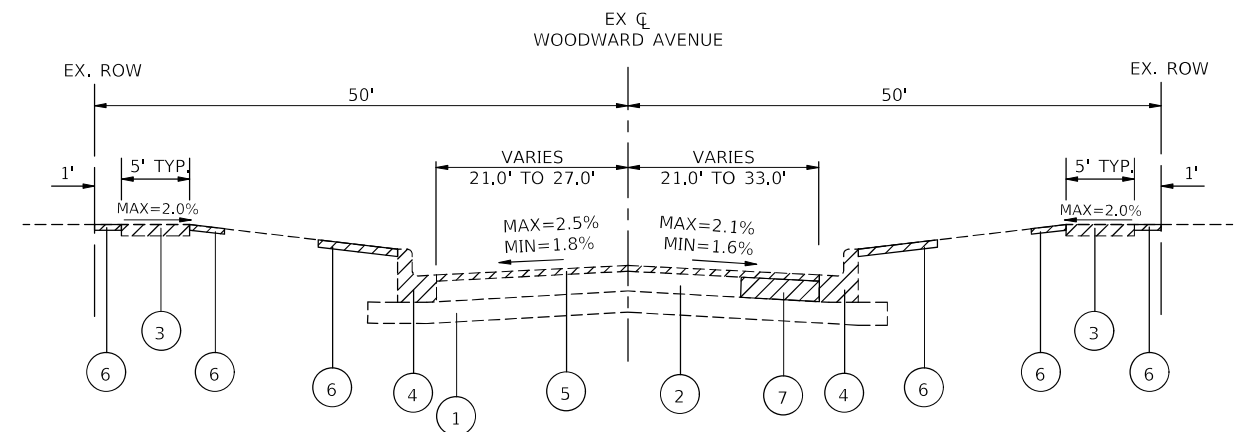 EX ℄
WOODWARD AVENUE
EX. ROW
EX. ROW
50'
50'
1'
5' TYP.
VARIES
21.0' TO 27.0'
VARIES
21.0' TO 33.0'
5' TYP.
1'
MAX=2.0%
MAX=2.5%
MIN=1.8%
MAX=2.1%
MIN=1.6%
MAX=2.0%
6
3
6
6
4
1
5
2
7
4
6
6
3
6